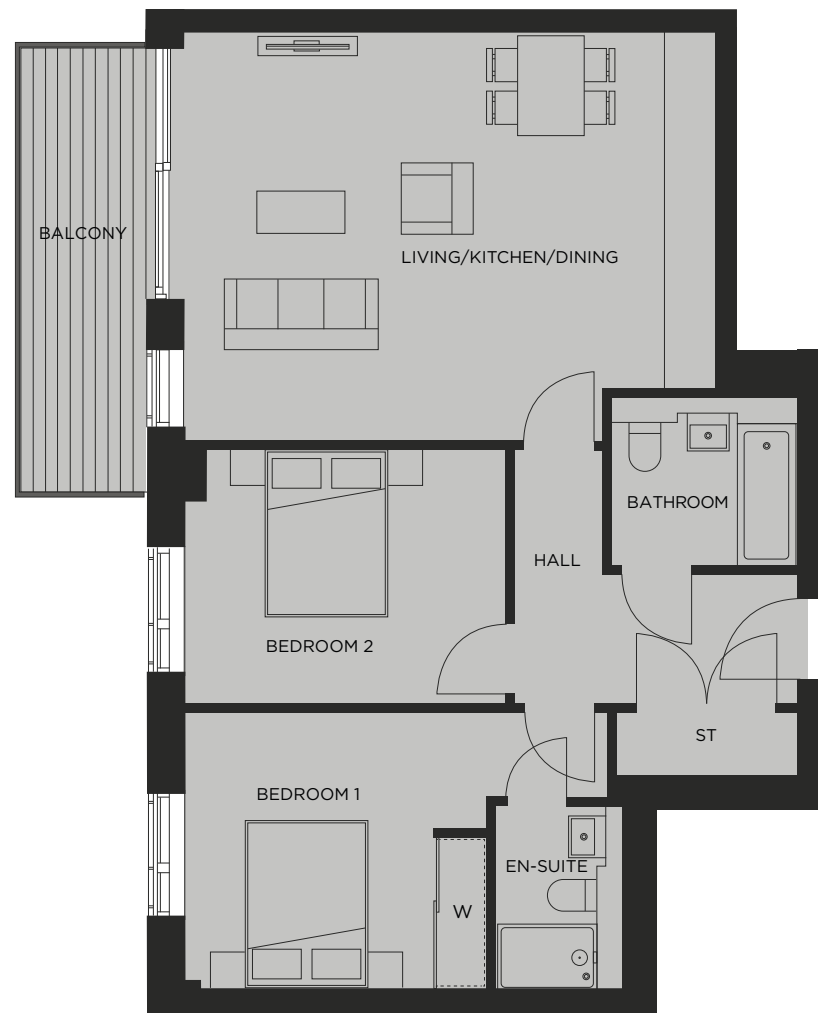 BALCONY
LIVING/KITCHEN/DINING
BATHROOM
HALL
BEDROOM 2
ST
BEDROOM 1
EN-SUITE
W